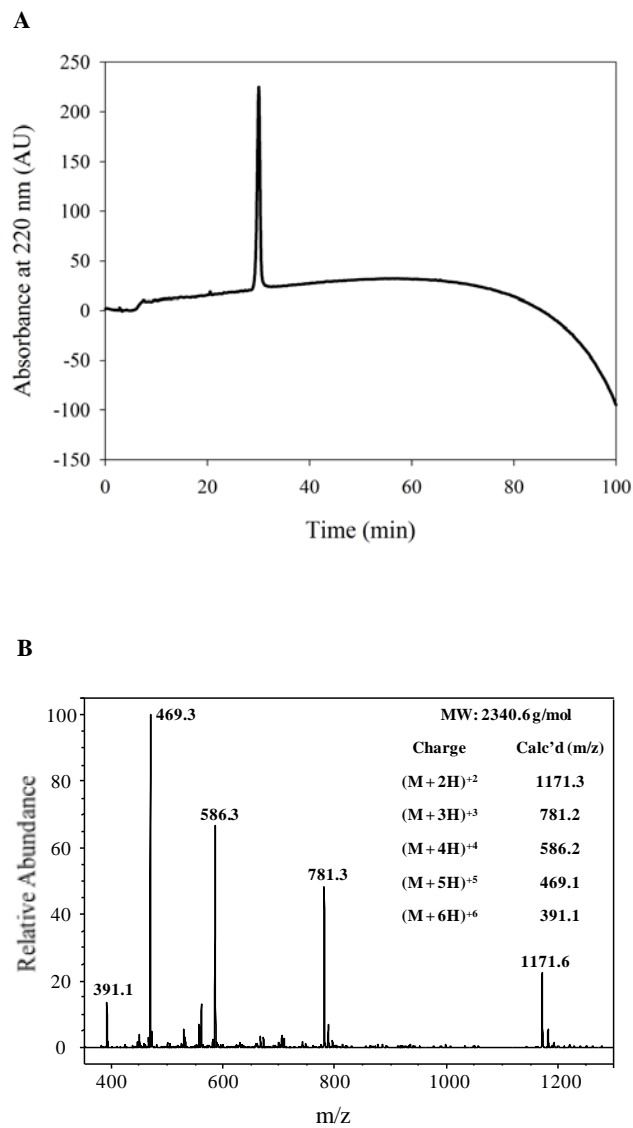 A
250
200
150
100
50
0
-50
-100
-150
Absorbance at 220 nm (AU)
0 20 40 60 80 100
Time (min)
B
100
80
60
40
20
0
Relative Abundance
469.3
586.3
781.3
391.1
1171.6
MW: 2340.6 g/mol
Charge Calc'd (m/z)
(M + 2H)⁺² 1171.3
(M + 3H)⁺³ 781.2
(M + 4H)⁺⁴ 586.2
(M + 5H)⁺⁵ 469.1
(M + 6H)⁺⁶ 391.1
400 600 800 1000 1200
m/z